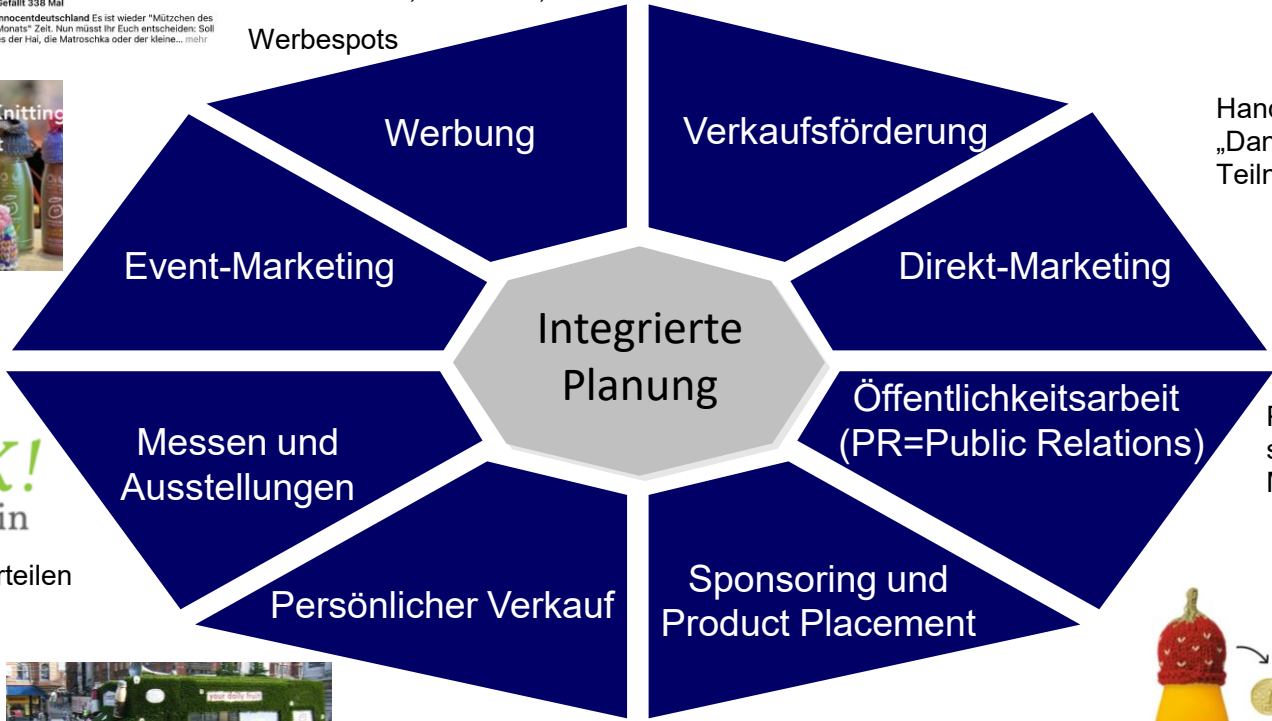 Gefällt 338 Mal
innocentdeutschland Es ist wieder "Mützchen des
Monats" Zeit. Nun müsst Ihr Euch entscheiden: Soll
es der Hai, die Matroschka oder der kleine... mehr
Werbespots
Knitting
Werbung
Verkaufsförderung
Event-Marketing
Direkt-Marketing
Integrierte
Planung
Öffentlichkeitsarbeit
(PR=Public Relations)
Messen und
Ausstellungen
Persönlicher Verkauf
Sponsoring und
Product Placement
your daily fruit